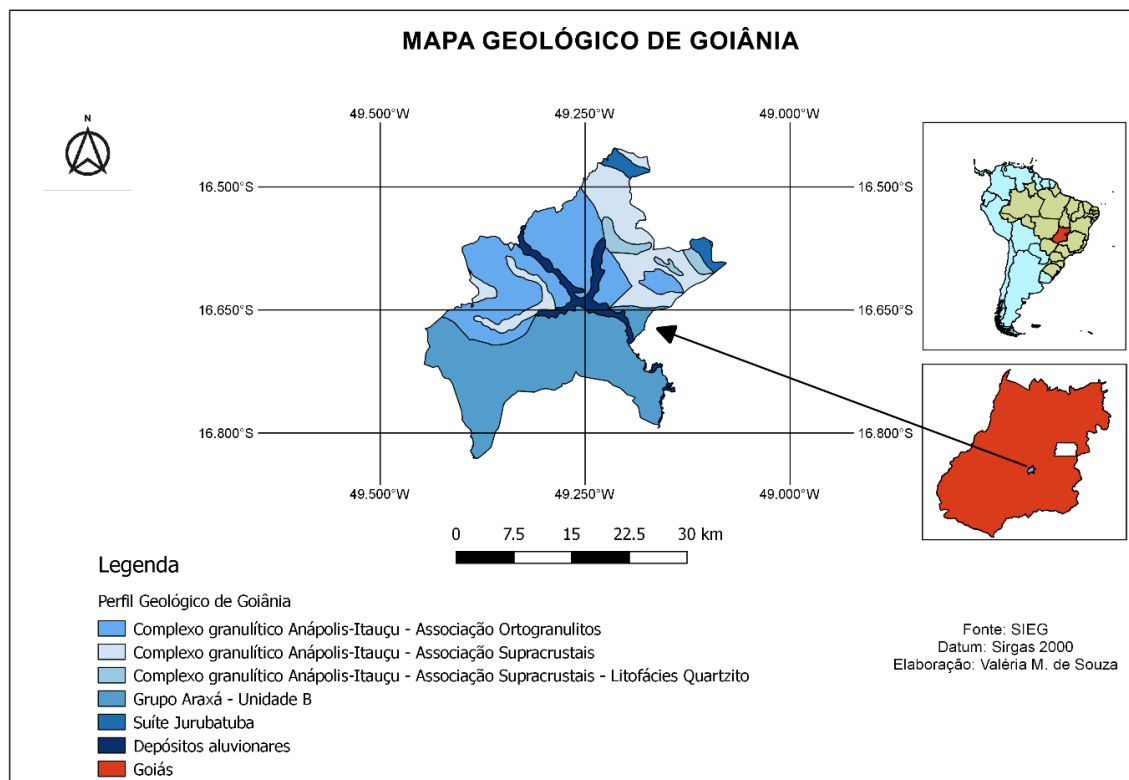 MAPA GEOLÓGICO DE GOIÂNIA
N
49.500°W 49.250°W 49.000°W
16.500°S 16.500°S
16.650°S 16.650°S
16.800°S 16.800°S
49.500°W 49.250°W 49.000°W
0 7.5 15 22.5 30 km
Legenda
Perfil Geológico de Goiânia
Complexo granulítico Anápolis-Itauçu - Associação Ortogranulitos
Complexo granulítico Anápolis-Itauçu - Associação Supracrustais
Complexo granulítico Anápolis-Itauçu - Associação Supracrustais - Litofácies Quartzito
Grupo Araxá - Unidade B
Suíte Jurubatuba
Depósitos aluvionares
Goiás
Fonte: SIEG
Datum: Sirgas 2000
Elaboração: Valéria M. de Souza